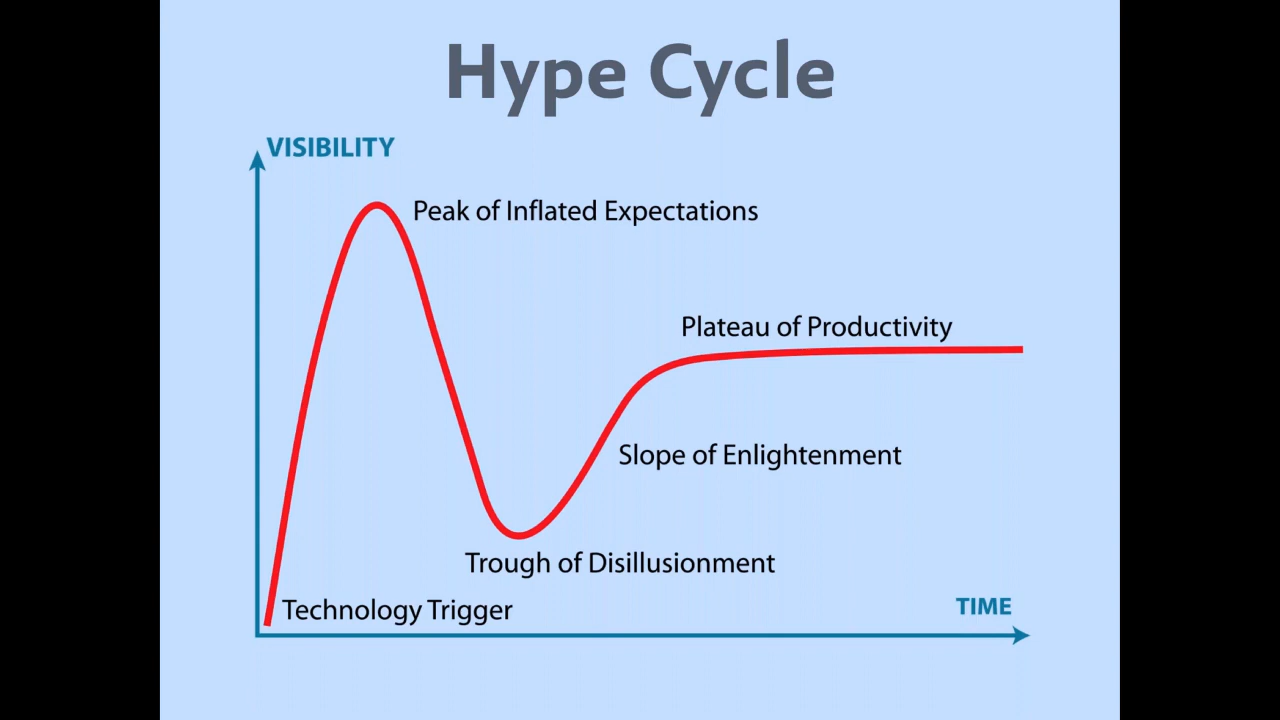 Hype Cycle
VISIBILITY
Peak of Inflated Expectations
Plateau of Productivity
Slope of Enlightenment
Trough of Disillusionment
Technology Trigger
TIME